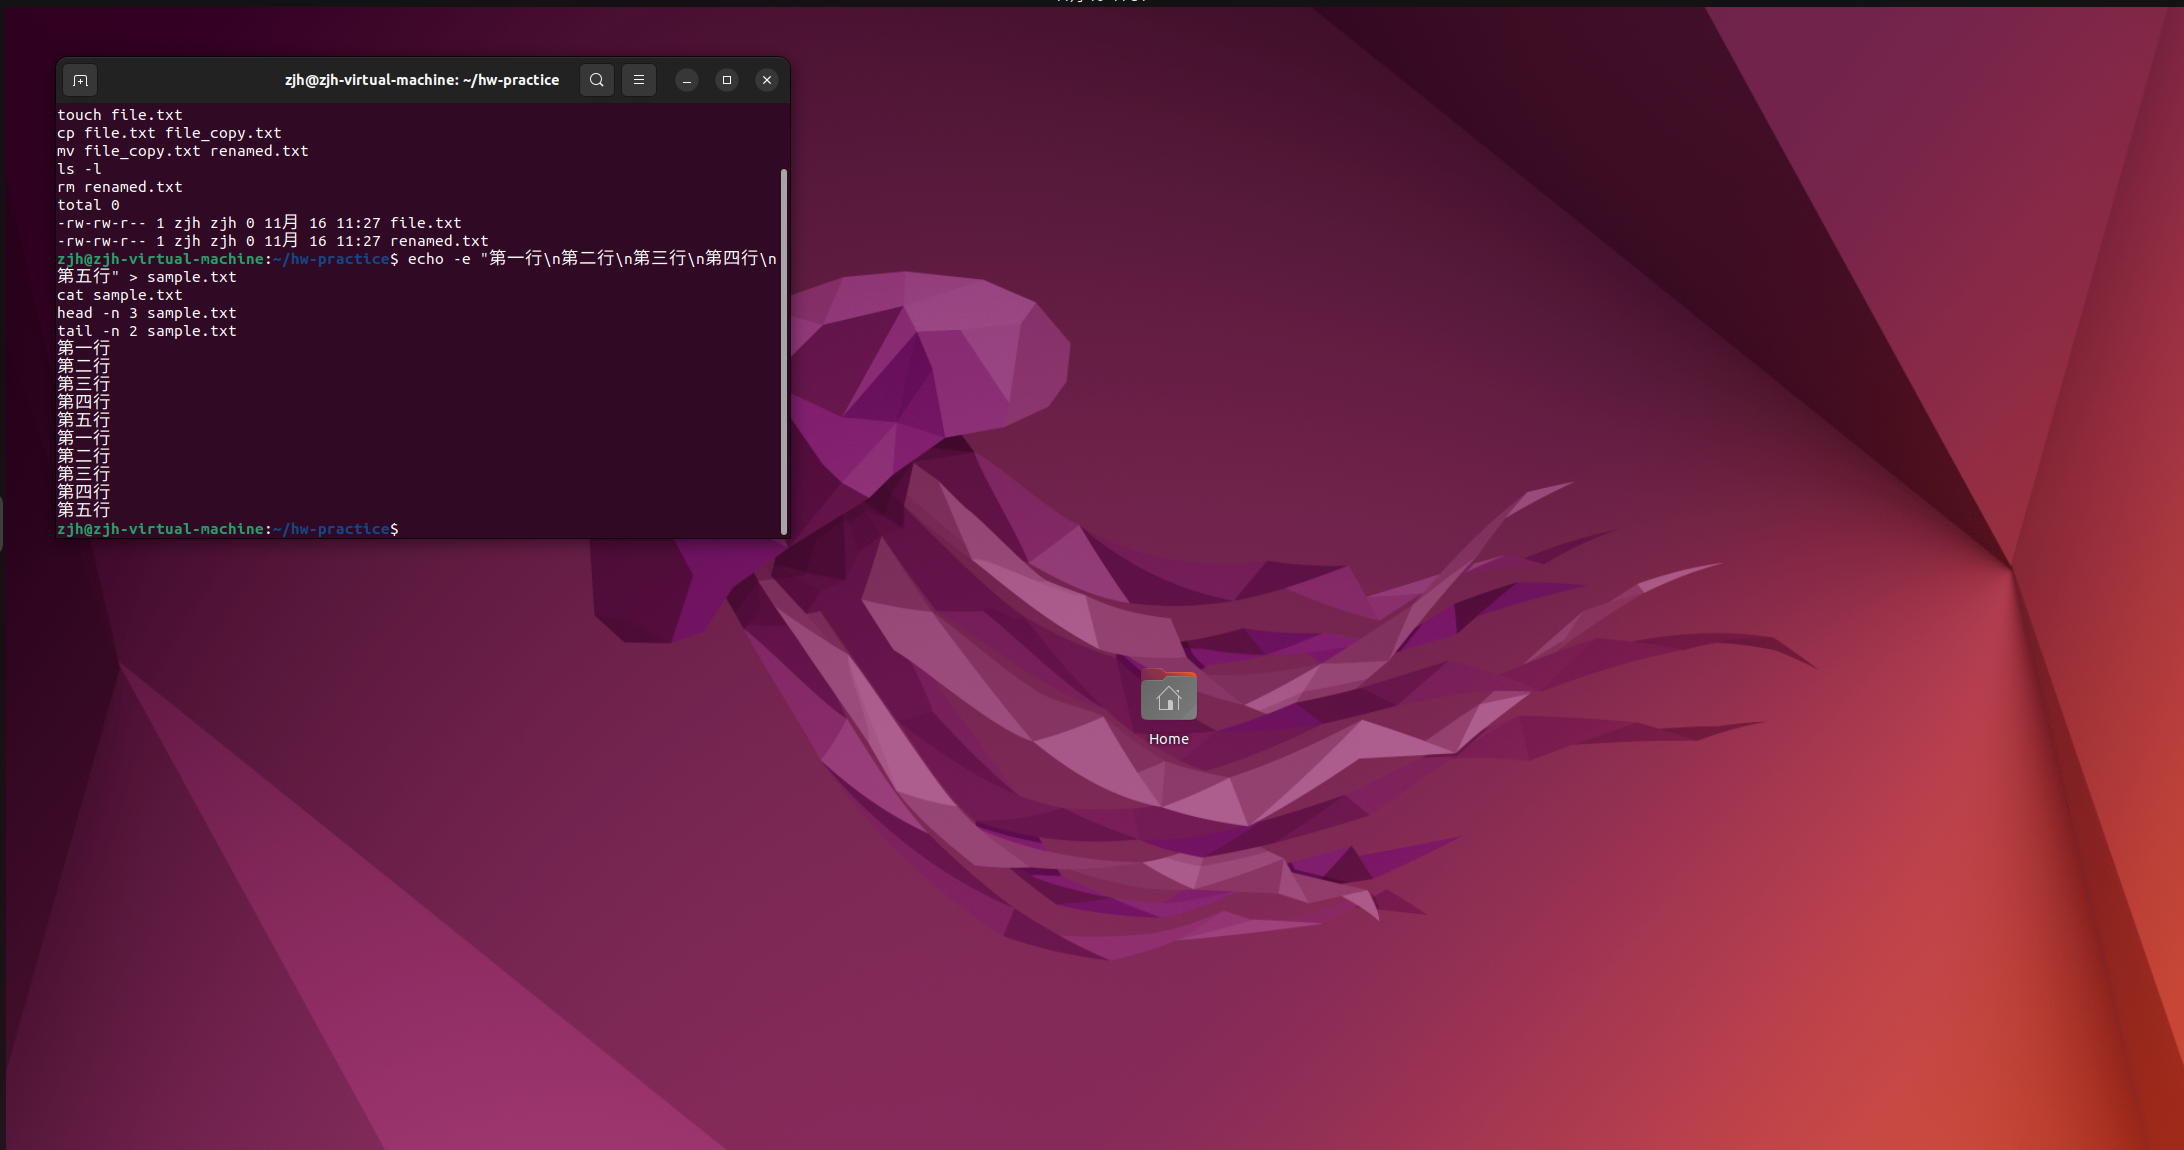 zjh@zjh-virtual-machine: ~/hw-practice
touch file.txt
cp file.txt file_copy.txt
mv file_copy.txt renamed.txt
ls -l
rm renamed.txt
total 0
-rw-rw-r-- 1 zjh zjh 0 11月 16 11:27 file.txt
-rw-rw-r-- 1 zjh zjh 0 11月 16 11:27 renamed.txt
zjh@zjh-virtual-machine:~/hw-practice$ echo -e "第一行\n第二行\n第三行\n第四行\n
第五行" > sample.txt
cat sample.txt
head -n 3 sample.txt
tail -n 2 sample.txt
第一行
第二行
第三行
第四行
第五行
第一行
第二行
第三行
第四行
第五行
zjh@zjh-virtual-machine:~/hw-practice$
Home